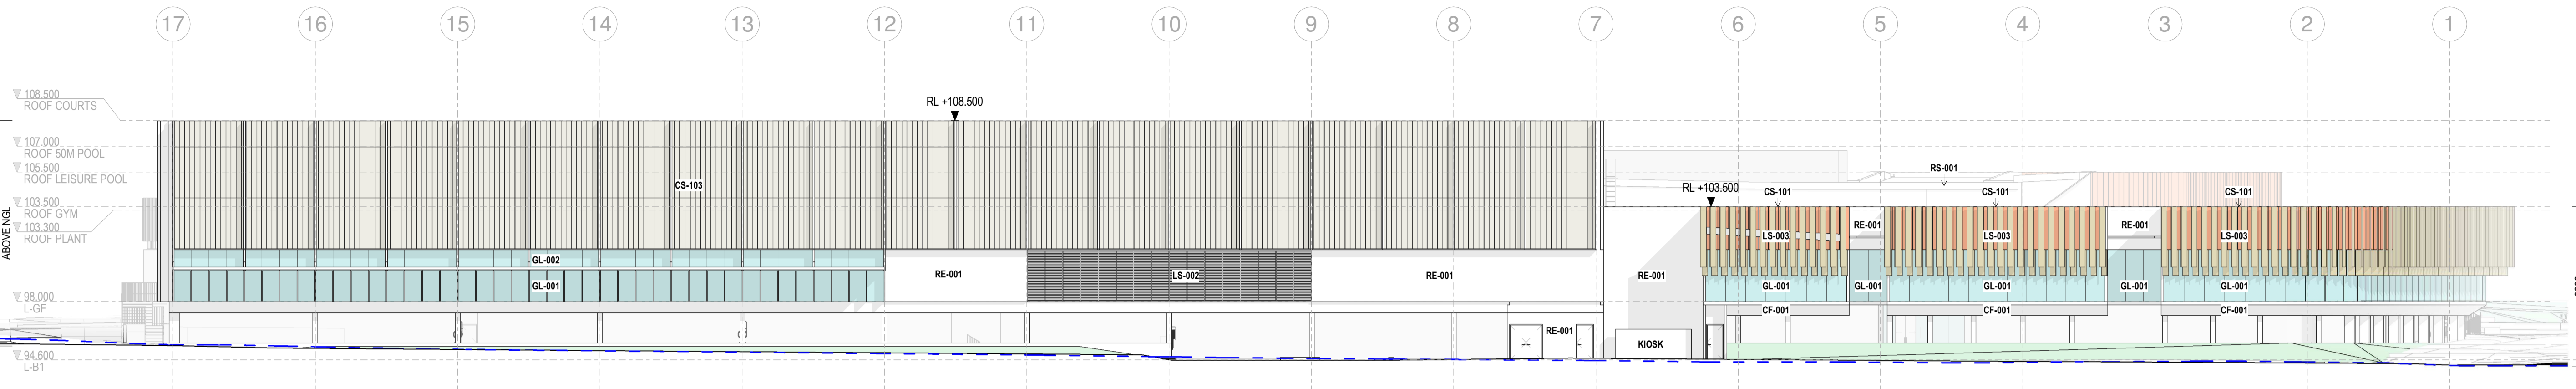 17 16 15 14 13 12 11 10 9 8 7 6 5 4 3 2 1
108.500
ROOF COURTS
RL +108.500
107.000
ROOF 50M POOL
105.500
ROOF LEISURE POOL
RS-001
CS-103
RL +103.500
CS-101 CS-101 CS-101
103.500
ROOF GYM
103.300
ROOF PLANT
ABOVE NGL
RE-001 RE-001
LS-003 LS-003 LS-003
GL-002
RE-001 LS-002 RE-001 RE-001
GL-001 GL-001 GL-001 GL-001 GL-001 GL-001
98.000
L-GF
CF-001 CF-001 CF-001
RE-001
KIOSK
94.600
L-B1